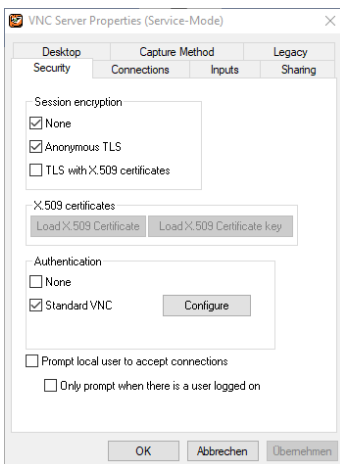 VNC Server Properties (Service-Mode)
Desktop Capture Method Legacy
Security Connections Inputs Sharing
Session encryption
None
Anonymous TLS
TLS with X.509 certificates
X.509 certificates
Load X.509 Certificate Load X.509 Certificate key
Authentication
None
Standard VNC Configure
Prompt local user to accept connections
Only prompt when there is a user logged on
OK Abbrechen Übernehmen